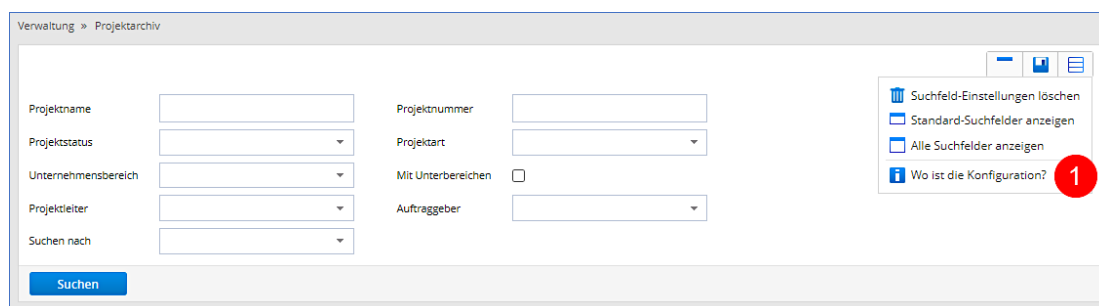 Verwaltung » Projektarchiv
Suchfeld-Einstellungen löschen
Standard-Suchfelder anzeigen
Alle Suchfelder anzeigen
Wo ist die Konfiguration? 1
Projektname Projektnummer
Projektstatus Projektart
Unternehmensbereich Mit Unterbereichen
Projektleiter Auftraggeber
Suchen nach
Suchen